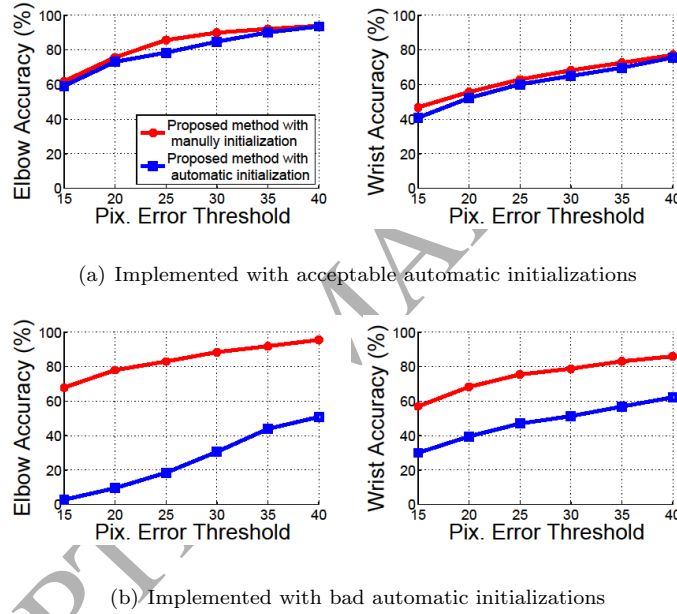 100
80
60
40
20
0
15 20 25 30 35 40
Elbow Accuracy (%)
Pix. Error Threshold
Proposed method with
manully initialization
Proposed method with
automatic initialization
100
80
60
40
20
0
15 20 25 30 35 40
Wrist Accuracy (%)
Pix. Error Threshold
(a) Implemented with acceptable automatic initializations
100
80
60
40
20
0
15 20 25 30 35 40
Elbow Accuracy (%)
Pix. Error Threshold
100
80
60
40
20
0
15 20 25 30 35 40
Wrist Accuracy (%)
Pix. Error Threshold
(b) Implemented with bad automatic initializations